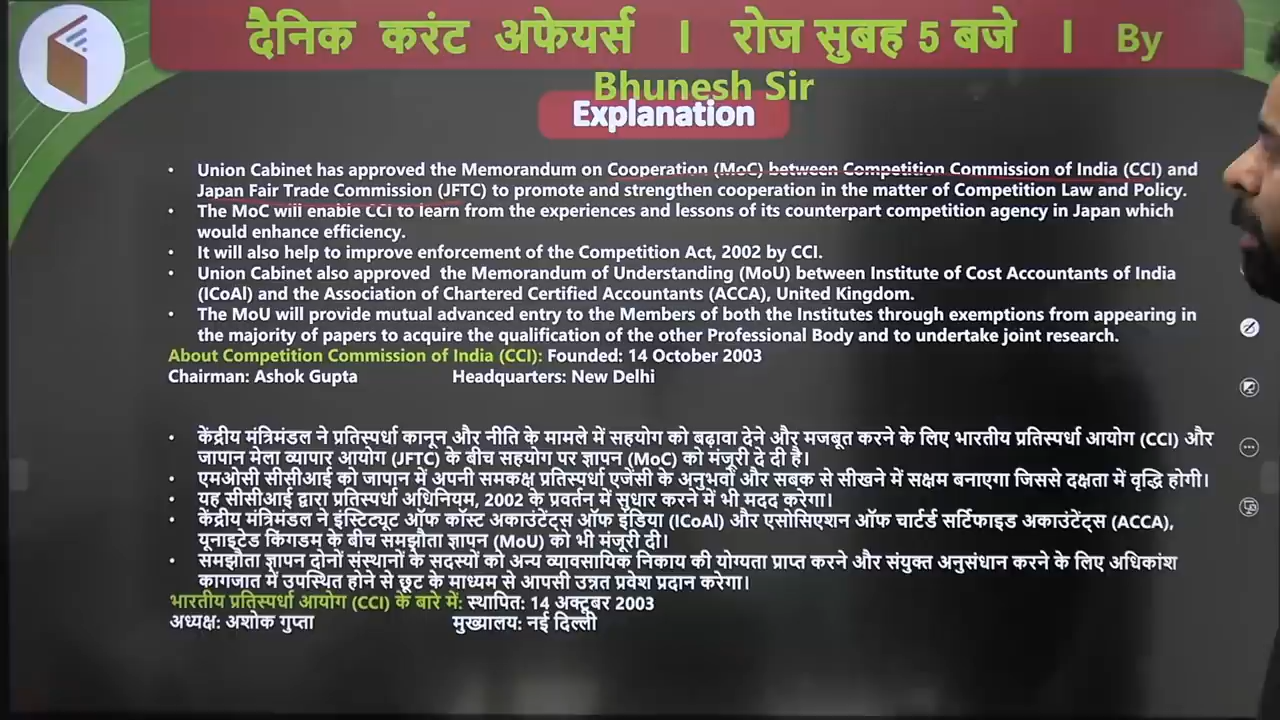 दैनिक करंट अफेयर्स । रोज सुबह 5 बजे । By
Bhunesh Sir
Explanation
• Union Cabinet has approved the Memorandum on Cooperation (MoC) between Competition Commission of India (CCI) and
Japan Fair Trade Commission (JFTC) to promote and strengthen cooperation in the matter of Competition Law and Policy.
• The MoC will enable CCI to learn from the experiences and lessons of its counterpart competition agency in Japan which
would enhance efficiency.
• It will also help to improve enforcement of the Competition Act, 2002 by CCI.
• Union Cabinet also approved the Memorandum of Understanding (MoU) between Institute of Cost Accountants of India
(ICoAI) and the Association of Chartered Certified Accountants (ACCA), United Kingdom.
• The MoU will provide mutual advanced entry to the Members of both the Institutes through exemptions from appearing in
the majority of papers to acquire the qualification of the other Professional Body and to undertake joint research.
About Competition Commission of India (CCI): Founded: 14 October 2003
Chairman: Ashok Gupta Headquarters: New Delhi
• केंद्रीय मंत्रिमंडल ने प्रतिस्पर्धा कानून और नीति के मामले में सहयोग को बढ़ावा देने और मजबूत करने के लिए भारतीय प्रतिस्पर्धा आयोग (CCI) और
जापान मेला व्यापार आयोग (JFTC) के बीच सहयोग पर ज्ञापन (MoC) को मंजूरी दे दी है।
• एमओसी सीसीआई को जापान में अपनी समकक्ष प्रतिस्पर्धा एजेंसी के अनुभवों और सबक से सीखने में सक्षम बनाएगा जिससे दक्षता में वृद्धि होगी।
• यह सीसीआई द्वारा प्रतिस्पर्धा अधिनियम, 2002 के प्रवर्तन में सुधार करने में भी मदद करेगा।
• केंद्रीय मंत्रिमंडल ने इंस्टिट्यूट ऑफ कॉस्ट अकाउंटेंट्स ऑफ इंडिया (ICoAI) और एसोसिएशन ऑफ चार्टर्ड सर्टिफाइड अकाउंटेंट्स (ACCA),
यूनाइटेड किंगडम के बीच समझौता ज्ञापन (MoU) को भी मंजूरी दी।
• समझौता ज्ञापन दोनों संस्थानों के सदस्यों को अन्य व्यावसायिक निकाय की योग्यता प्राप्त करने और संयुक्त अनुसंधान करने के लिए अधिकांश
कागजात में उपस्थित होने से छूट के माध्यम से आपसी उन्नत प्रवेश प्रदान करेगा।
भारतीय प्रतिस्पर्धा आयोग (CCI) के बारे में: स्थापित: 14 अक्टूबर 2003
अध्यक्ष: अशोक गुप्ता मुख्यालय: नई दिल्ली